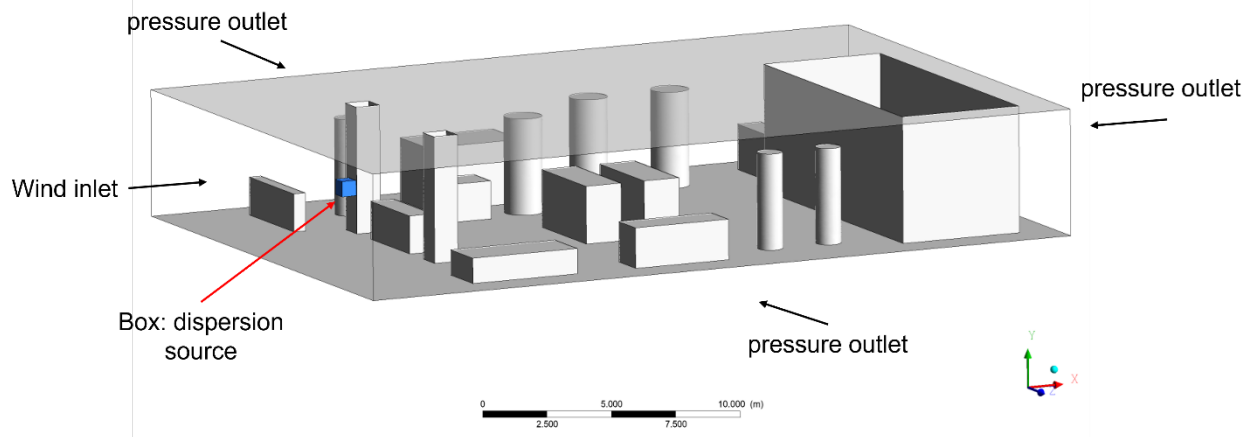 pressure outlet
pressure outlet
Wind inlet
Box: dispersion
source
pressure outlet
Y
X
Z
0
5.000
10.000 (m)
2.500
7.500